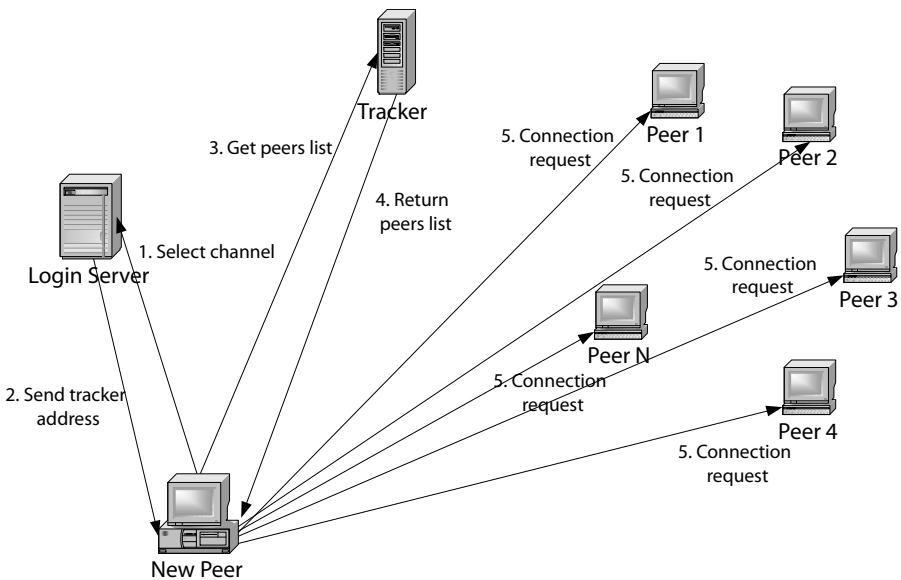 Tracker
Peer 1
Peer 2
3. Get peers list
5. Connection
request
5. Connection
request
4. Return
peers list
Login Server
1. Select channel
5. Connection
request
Peer 3
Peer N
2. Send tracker
address
5. Connection
request
Peer 4
5. Connection
request
New Peer